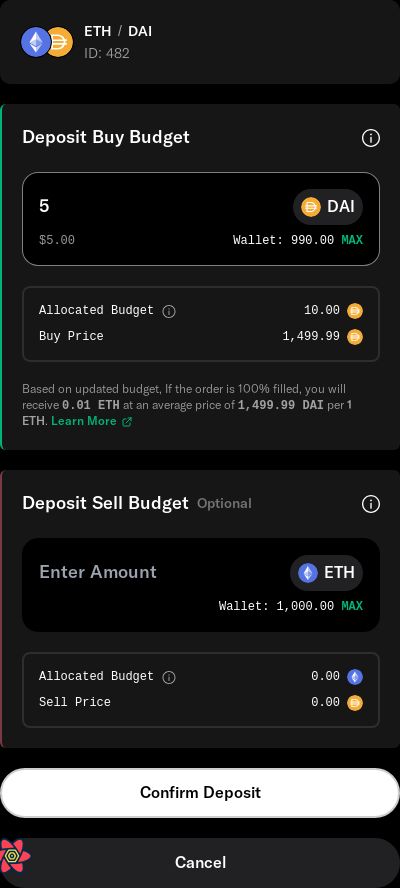 ETH / DAI
ID: 482
Deposit Buy Budget
5
DAI
$5.00
Wallet: 990.00 MAX
Allocated Budget
10.00
Buy Price
1,499.99
Based on updated budget, If the order is 100% filled, you will
receive 0.01 ETH at an average price of 1,499.99 DAI per 1
ETH. Learn More
Deposit Sell Budget Optional
Enter Amount
ETH
Wallet: 1,000.00 MAX
Allocated Budget
0.00
Sell Price
0.00
Confirm Deposit
Cancel